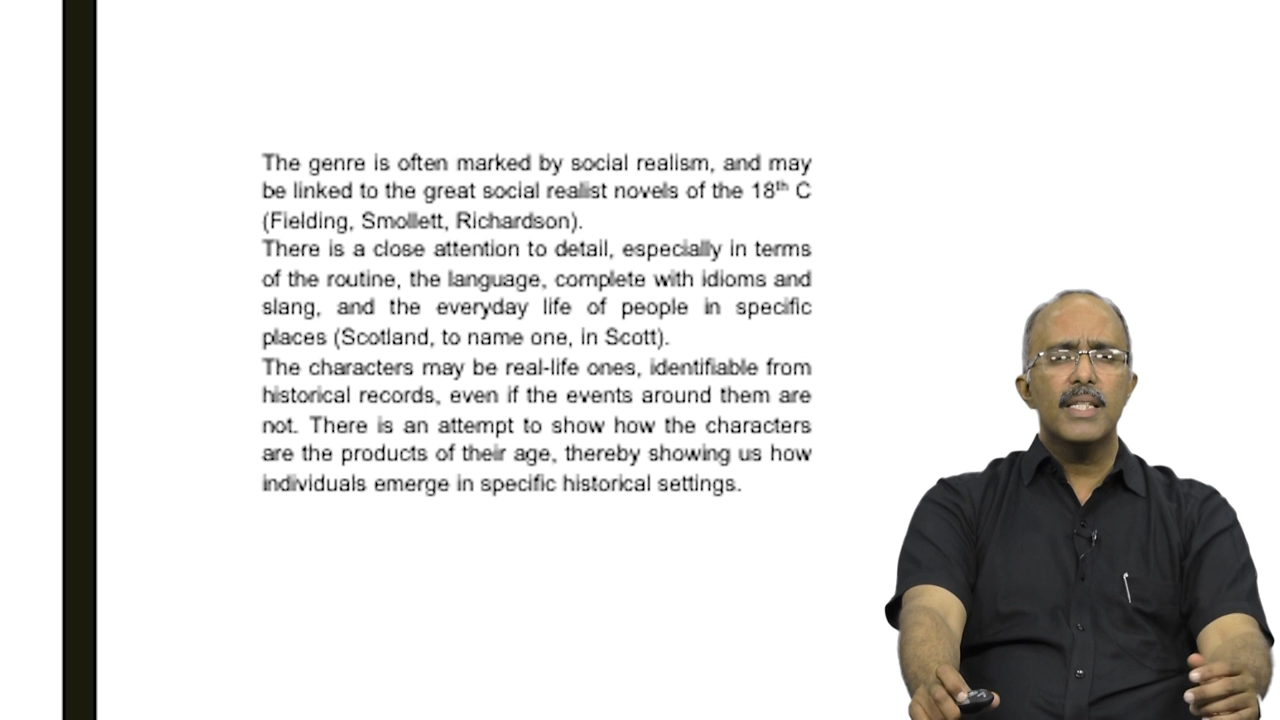 The genre is often marked by social realism, and may
be linked to the great social realist novels of the 18th C
(Fielding, Smollett, Richardson).
There is a close attention to detail, especially in terms
of the routine, the language, complete with idioms and
slang, and the everyday life of people in specific
places (Scotland, to name one, in Scott).
The characters may be real-life ones, identifiable from
historical records, even if the events around them are
not. There is an attempt to show how the characters
are the products of their age, thereby showing us how
individuals emerge in specific historical settings.